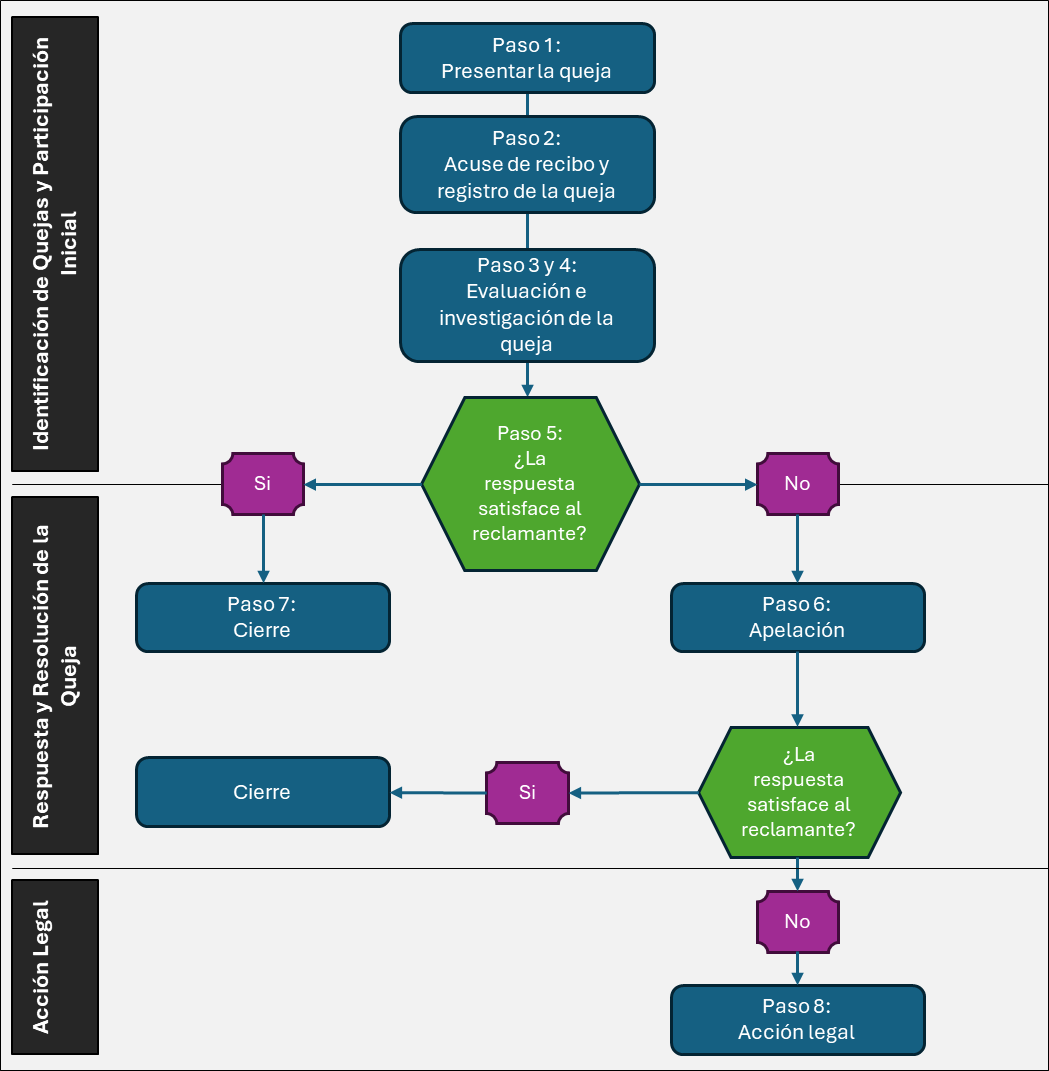 Identificación de Quejas y Participación
Inicial
Paso 1:
Presentar la queja
Paso 2:
Acuse de recibo y
registro de la queja
Paso 3 y 4:
Evaluación e
investigación de la
queja
Paso 5:
¿La
respuesta
satisface al
reclamante?
Si
No
Respuesta y Resolución de la
Queja
Paso 7:
Cierre
Paso 6:
Apelación
¿La
respuesta
satisface al
reclamante?
Si
Cierre
Acción Legal
No
Paso 8:
Acción legal